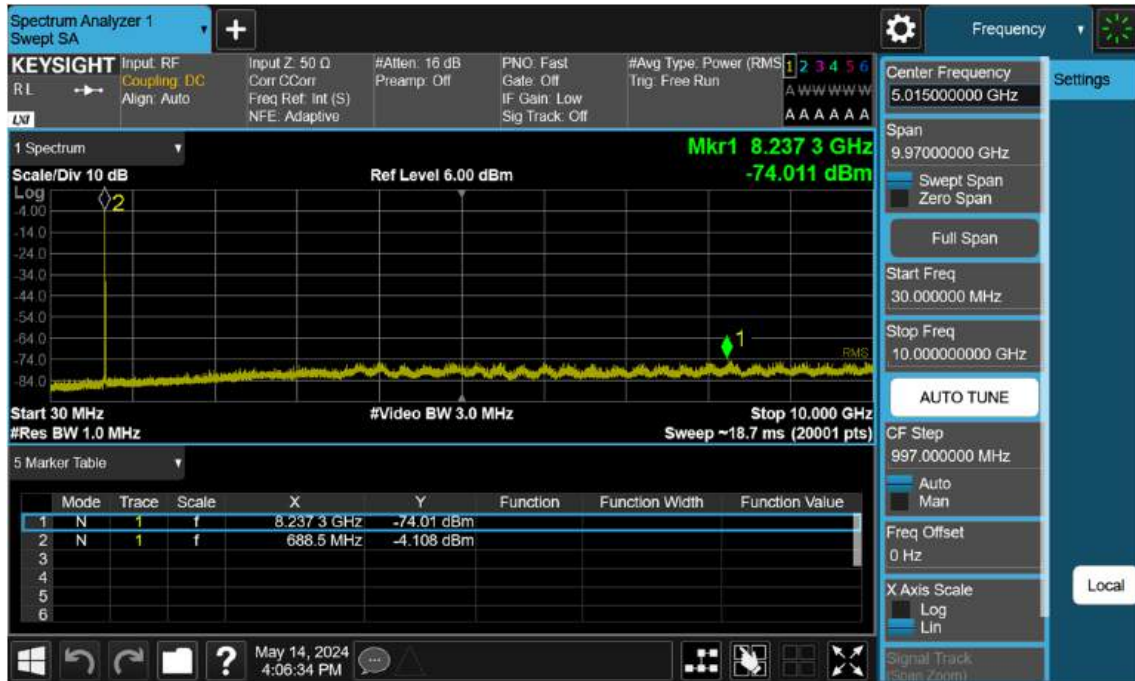 Spectrum Analyzer 1
Swept SA
+
Frequency
KEYSIGHT
RL
LXI
Input: RF
Coupling: DC
Align: Auto
Input Z: 50 Ω
Corr CCorr
Freq Ref: Int (S)
NFE: Adaptive
#Atten: 16 dB
Preamp: Off
PNO: Fast
Gate: Off
IF Gain: Low
Sig Track: Off
#Avg Type: Power (RMS
Trig: Free Run
1 2 3 4 5 6
A W W W W W
A A A A A A
1 Spectrum
Scale/Div 10 dB
Ref Level 6.00 dBm
Mkr1 8.237 3 GHz
-74.011 dBm
Log
-4.00
-14.0
-24.0
-34.0
-44.0
-54.0
-64.0
-74.0
-84.0
2
1
RMS
Start 30 MHz
#Video BW 3.0 MHz
Stop 10.000 GHz
#Res BW 1.0 MHz
Sweep ~18.7 ms (20001 pts)
5 Marker Table
Mode Trace Scale X Y Function Function Width Function Value
1 N 1 f 8.237 3 GHz -74.01 dBm
2 N 1 f 688.5 MHz -4.108 dBm
3
4
5
6
?
May 14, 2024
4:06:34 PM
Center Frequency
5.015000000 GHz
Settings
Span
9.97000000 GHz
Swept Span
Zero Span
Full Span
Start Freq
30.000000 MHz
Stop Freq
10.000000000 GHz
AUTO TUNE
CF Step
997.000000 MHz
Auto
Man
Freq Offset
0 Hz
X Axis Scale
Log
Lin
Local
Signal Track
(Span Zoom)